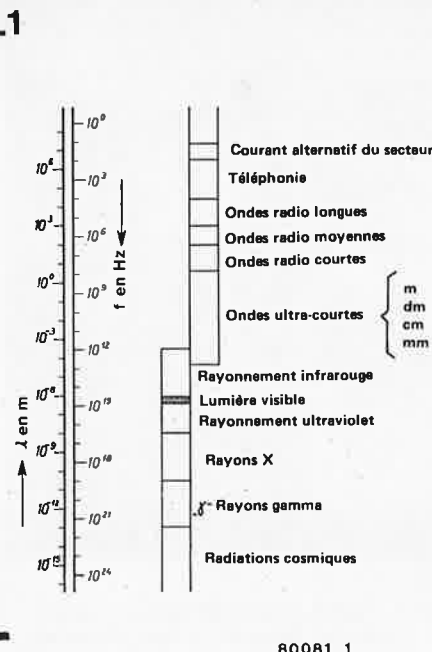 .1
10⁰
Courant alternatif du secteur
10⁶
10³
Téléphonie
Ondes radio longues
10³
10⁶
Ondes radio moyennes
Ondes radio courtes
10⁰
10⁹
f en Hz
Ondes ultra-courtes
m
dm
cm
mm
10⁻³
10¹²
Rayonnement infrarouge
10⁻⁶
Lumière visible
10¹⁵
Rayonnement ultraviolet
λ en m
10⁻⁹
10¹⁸
Rayons X
10⁻¹²
10²¹
γ- Rayons gamma
10⁻¹⁵
10²⁴
Radiations cosmiques
80081 1